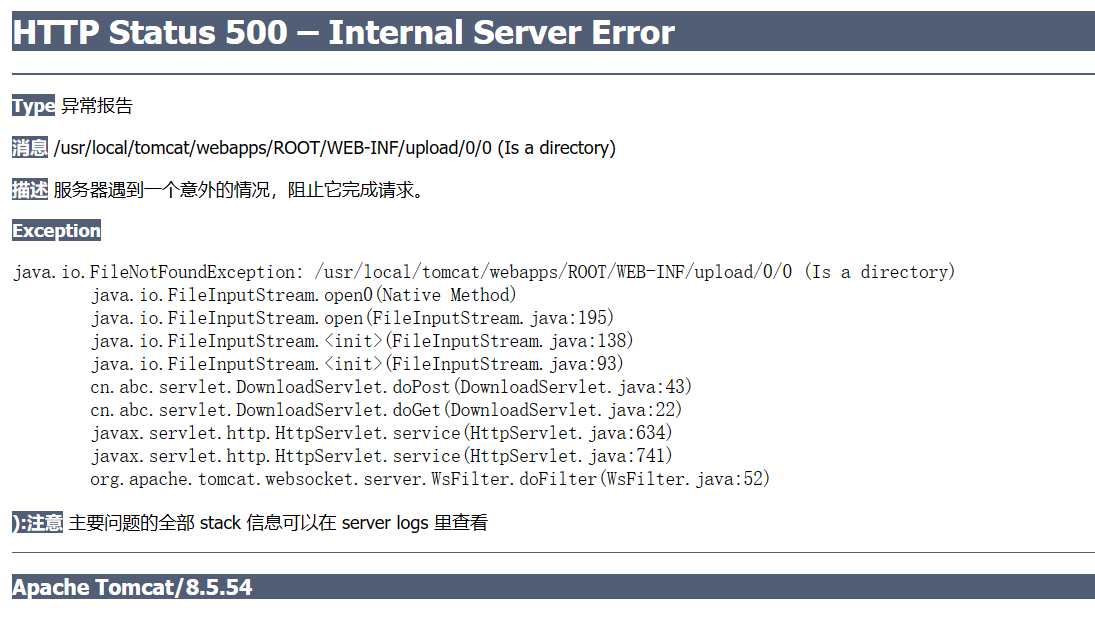 HTTP Status 500 – Internal Server Error
Type 异常报告
消息 /usr/local/tomcat/webapps/ROOT/WEB-INF/upload/0/0 (Is a directory)
描述 服务器遇到一个意外的情况，阻止它完成请求。
Exception
java.io.FileNotFoundException: /usr/local/tomcat/webapps/ROOT/WEB-INF/upload/0/0 (Is a directory)
java.io.FileInputStream.open0(Native Method)
java.io.FileInputStream.open(FileInputStream.java:195)
java.io.FileInputStream.<init>(FileInputStream.java:138)
java.io.FileInputStream.<init>(FileInputStream.java:93)
cn.abc.servlet.DownloadServlet.doPost(DownloadServlet.java:43)
cn.abc.servlet.DownloadServlet.doGet(DownloadServlet.java:22)
javax.servlet.http.HttpServlet.service(HttpServlet.java:634)
javax.servlet.http.HttpServlet.service(HttpServlet.java:741)
org.apache.tomcat.websocket.server.WsFilter.doFilter(WsFilter.java:52)
):注意 主要问题的全部 stack 信息可以在 server logs 里查看
Apache Tomcat/8.5.54